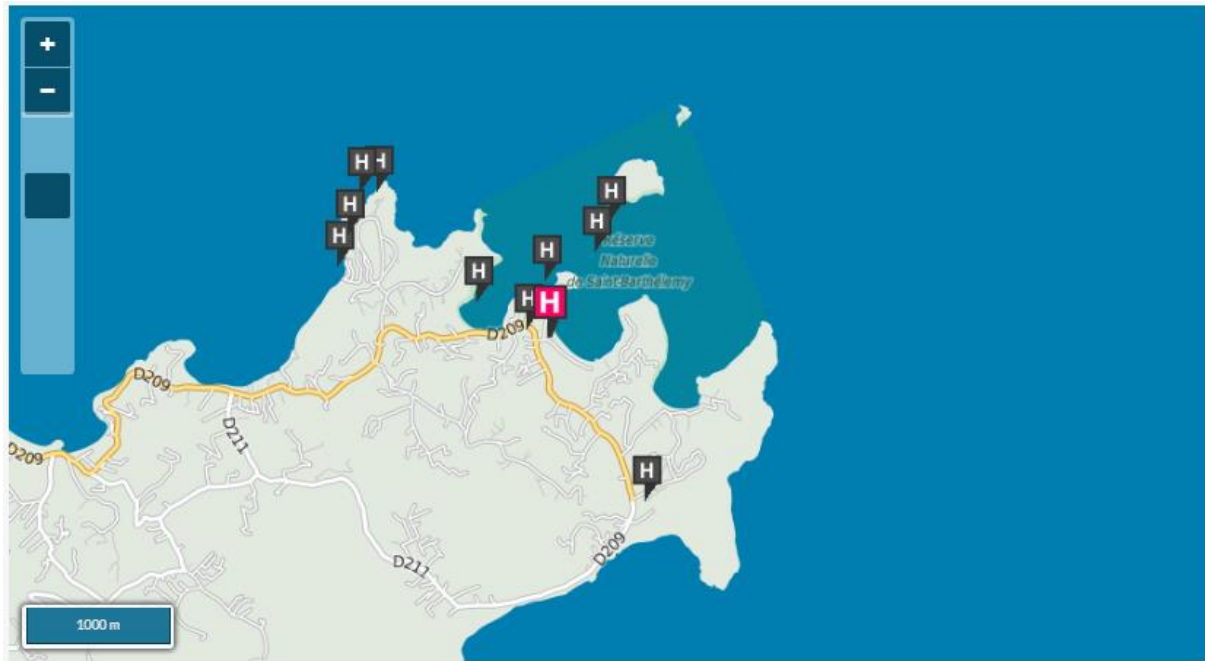 +
−
H H
H
H
H
H
H
H
H H
Réserve
Naturelle
de Saint-Barthélemy
D209
D209
D211
D209
H
D209
D211
1000 m